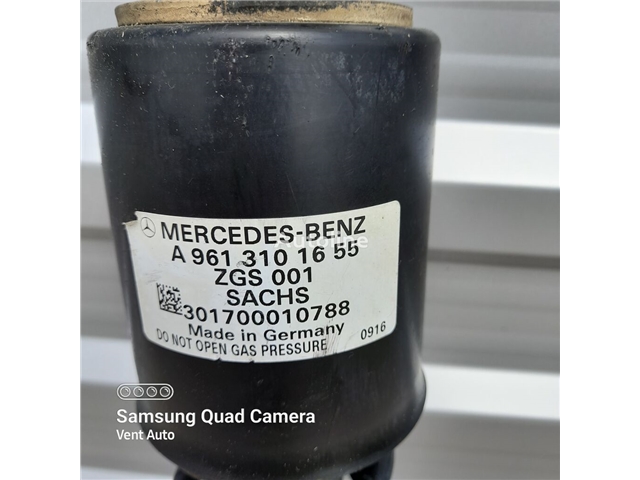 MERCEDES-BENZ
A 961 310 16 55
Autoline
ZGS 001
SACHS
301700010788
Made in Germany
DO NOT OPEN GAS PRESSURE 0916
Samsung Quad Camera
Vent Auto